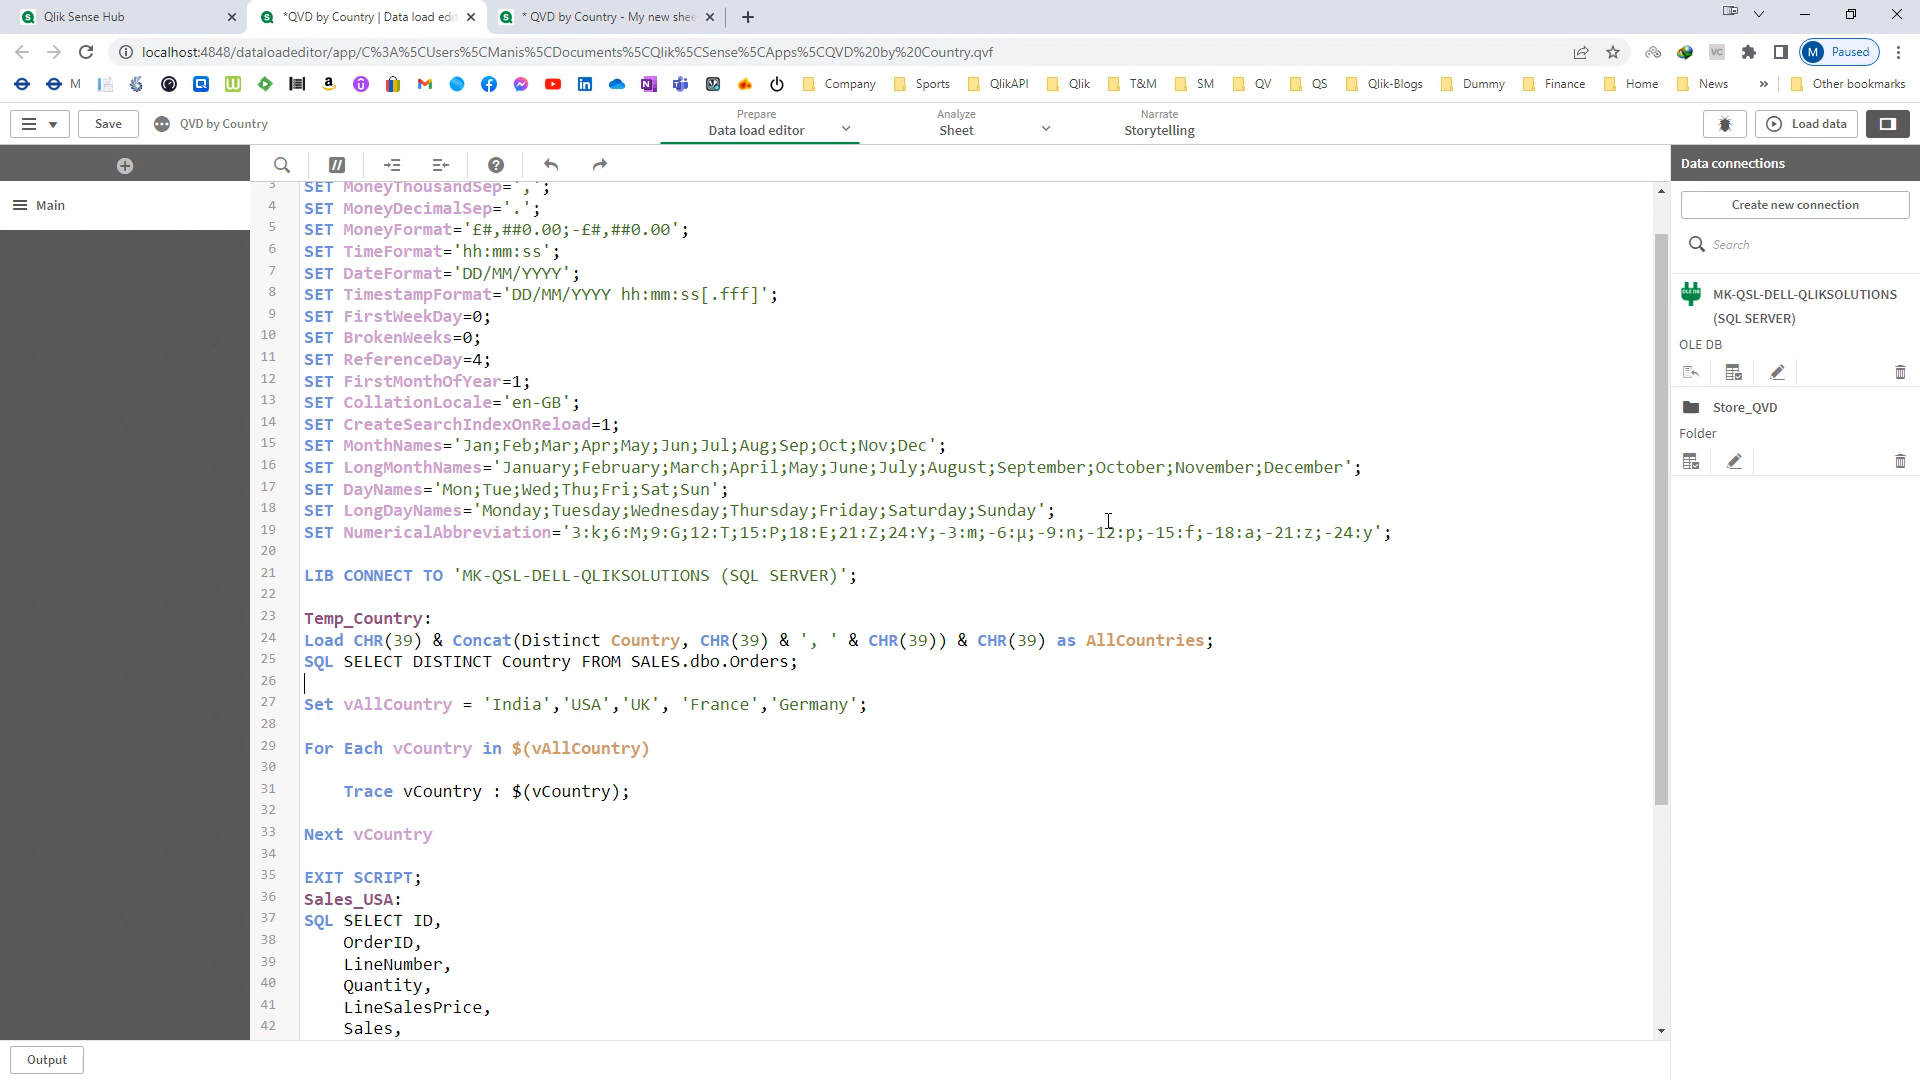 Qlik Sense Hub
*QVD by Country | Data load edit
* QVD by Country - My new shee
localhost:4848/dataloadeditor/app/C%3A%5CUsers%5CManis%5CDocuments%5CQlik%5CSense%5CApps%5CQVD%20by%20Country.qvf
VC
M Paused
M
Company
Sports
QlikAPI
Qlik
T&M
SM
QV
QS
Qlik-Blogs
Dummy
Finance
Home
News
»
Other bookmarks
Save
QVD by Country
Prepare
Data load editor
Analyze
Sheet
Narrate
Storytelling
Load data
Main
Data connections
Create new connection
Search
MK-QSL-DELL-QLIKSOLUTIONS
(SQL SERVER)
OLE DB
Store_QVD
Folder
3 SET MoneyThousandSep=',';
4 SET MoneyDecimalSep='.';
5 SET MoneyFormat='£#,##0.00;-£#,##0.00';
6 SET TimeFormat='hh:mm:ss';
7 SET DateFormat='DD/MM/YYYY';
8 SET TimestampFormat='DD/MM/YYYY hh:mm:ss[.fff]';
9 SET FirstWeekDay=0;
10 SET BrokenWeeks=0;
11 SET ReferenceDay=4;
12 SET FirstMonthOfYear=1;
13 SET CollationLocale='en-GB';
14 SET CreateSearchIndexOnReload=1;
15 SET MonthNames='Jan;Feb;Mar;Apr;May;Jun;Jul;Aug;Sep;Oct;Nov;Dec';
16 SET LongMonthNames='January;February;March;April;May;June;July;August;September;October;November;December';
17 SET DayNames='Mon;Tue;Wed;Thu;Fri;Sat;Sun';
18 SET LongDayNames='Monday;Tuesday;Wednesday;Thursday;Friday;Saturday;Sunday';
19 SET NumericalAbbreviation='3:k;6:M;9:G;12:T;15:P;18:E;21:Z;24:Y;-3:m;-6:μ;-9:n;-12:p;-15:f;-18:a;-21:z;-24:y';
20
21 LIB CONNECT TO 'MK-QSL-DELL-QLIKSOLUTIONS (SQL SERVER)';
22
23 Temp_Country:
24 Load CHR(39) & Concat(Distinct Country, CHR(39) & ', ' & CHR(39)) & CHR(39) as AllCountries;
25 SQL SELECT DISTINCT Country FROM SALES.dbo.Orders;
26
27 Set vAllCountry = 'India','USA','UK', 'France','Germany';
28
29 For Each vCountry in $(vAllCountry)
30
31 Trace vCountry : $(vCountry);
32
33 Next vCountry
34
35 EXIT SCRIPT;
36 Sales_USA:
37 SQL SELECT ID,
38 OrderID,
39 LineNumber,
40 Quantity,
41 LineSalesPrice,
42 Sales,
Output